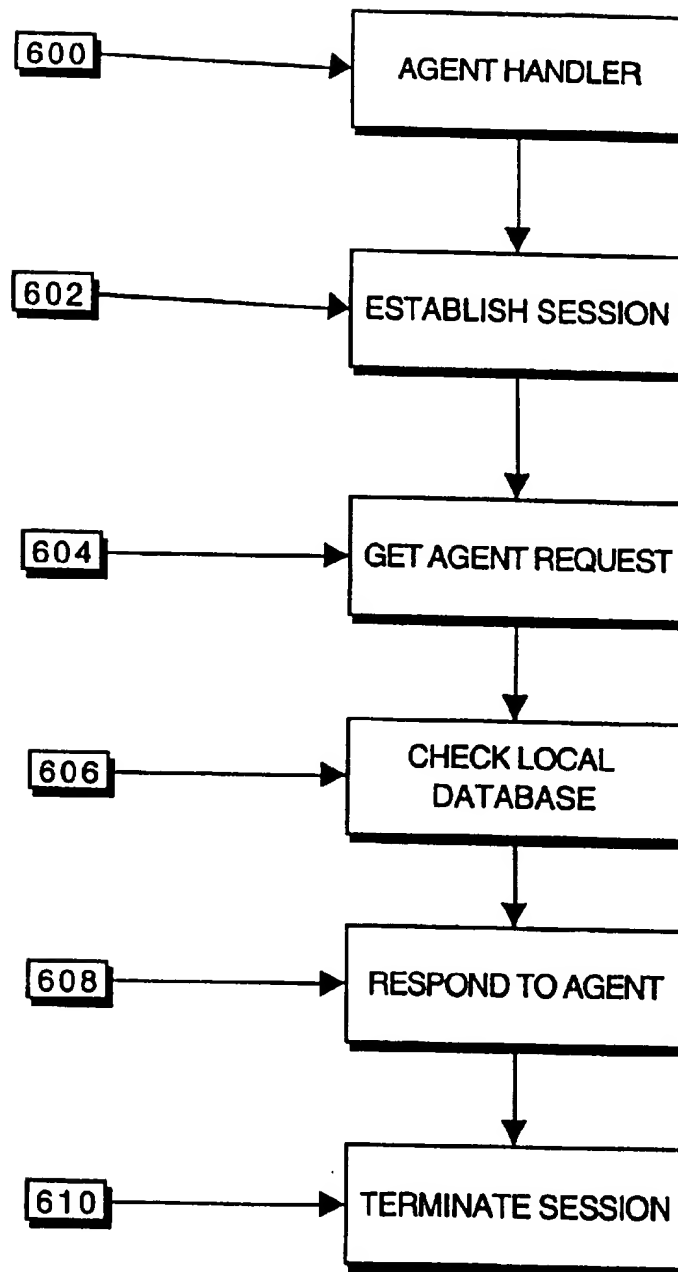 600
AGENT HANDLER
602
ESTABLISH SESSION
604
GET AGENT REQUEST
606
CHECK LOCAL
DATABASE
608
RESPOND TO AGENT
610
TERMINATE SESSION